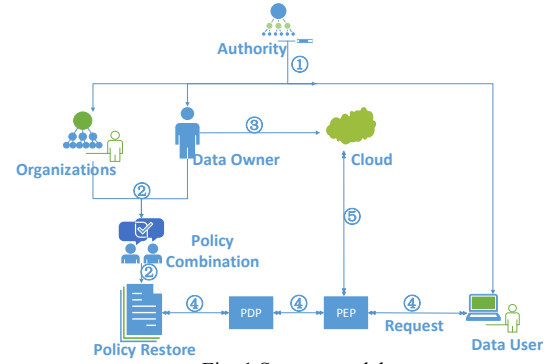 Authority
①
③
Organizations
Data Owner
Cloud
②
⑤
Policy
Combination
②
④
PDP
④
PEP
④
Request
Policy Restore
Data User